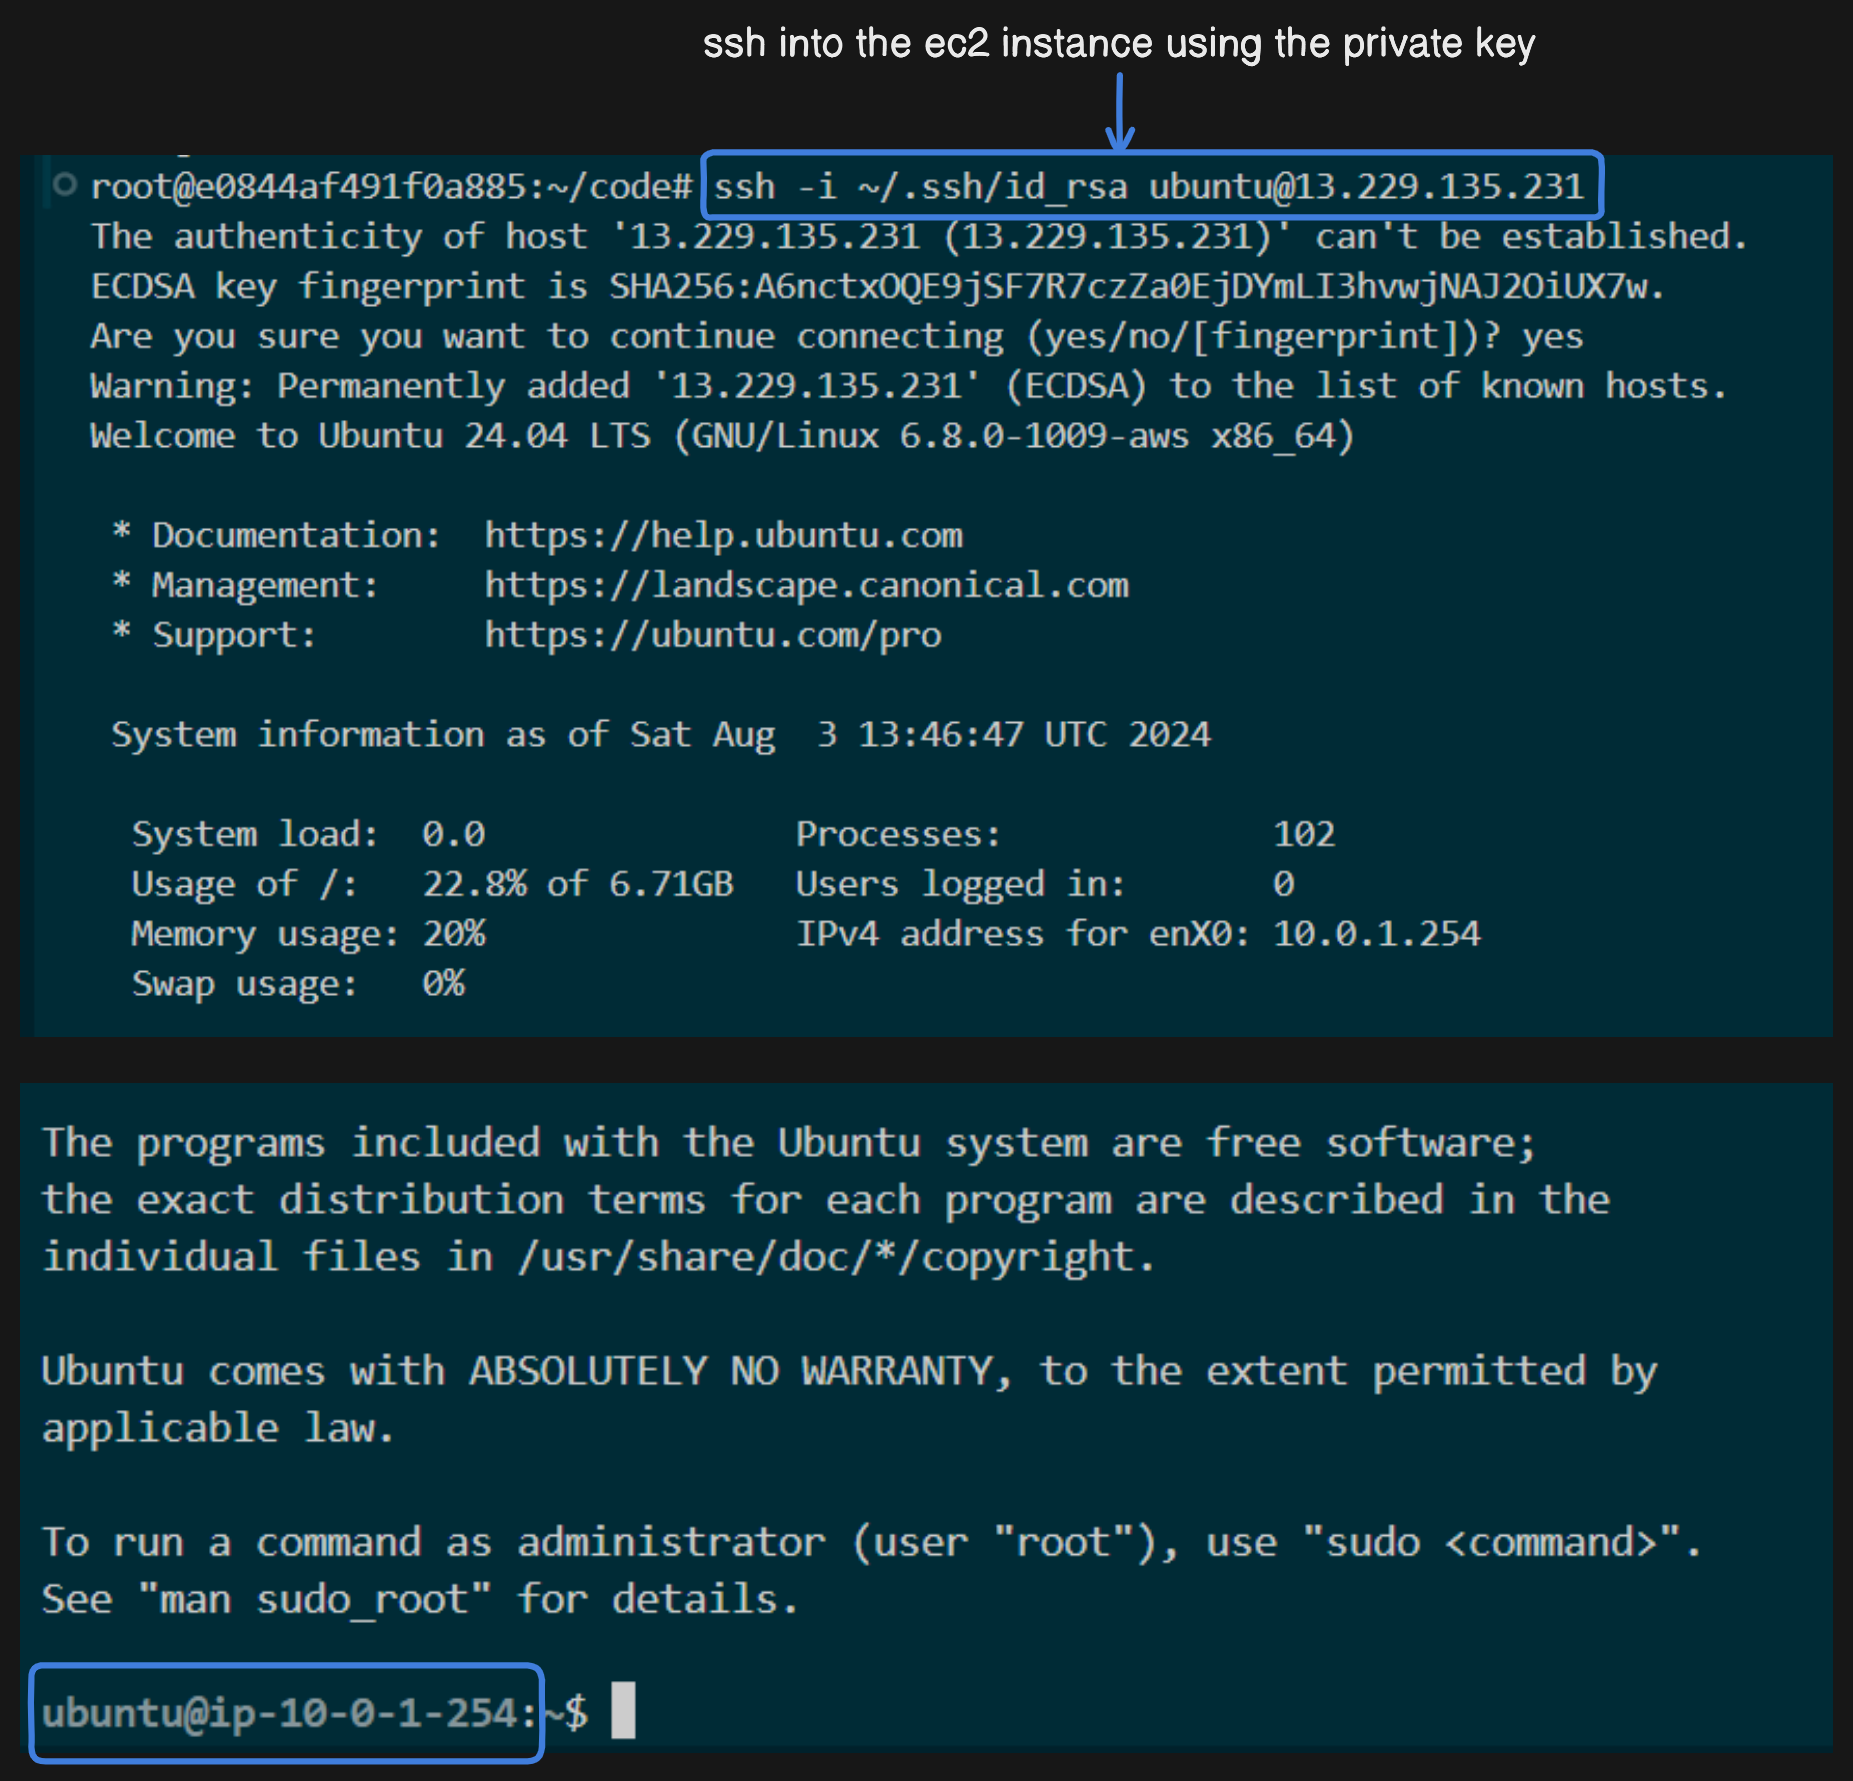 ssh into the ec2 instance using the private key
root@e0844af491f0a885:~/code# ssh -i ~/.ssh/id_rsa ubuntu@13.229.135.231
The authenticity of host '13.229.135.231 (13.229.135.231)' can't be established.
ECDSA key fingerprint is SHA256:A6nctxOQE9jSF7R7czZa0EjDYmLI3hvwjNAJ2OiUX7w.
Are you sure you want to continue connecting (yes/no/[fingerprint])? yes
Warning: Permanently added '13.229.135.231' (ECDSA) to the list of known hosts.
Welcome to Ubuntu 24.04 LTS (GNU/Linux 6.8.0-1009-aws x86_64)
* Documentation:  https://help.ubuntu.com
* Management:     https://landscape.canonical.com
* Support:        https://ubuntu.com/pro
System information as of Sat Aug  3 13:46:47 UTC 2024
System load:  0.0               Processes:             102
Usage of /:   22.8% of 6.71GB   Users logged in:       0
Memory usage: 20%               IPv4 address for enX0: 10.0.1.254
Swap usage:   0%
The programs included with the Ubuntu system are free software;
the exact distribution terms for each program are described in the
individual files in /usr/share/doc/*/copyright.
Ubuntu comes with ABSOLUTELY NO WARRANTY, to the extent permitted by
applicable law.
To run a command as administrator (user "root"), use "sudo <command>".
See "man sudo_root" for details.
ubuntu@ip-10-0-1-254:~$